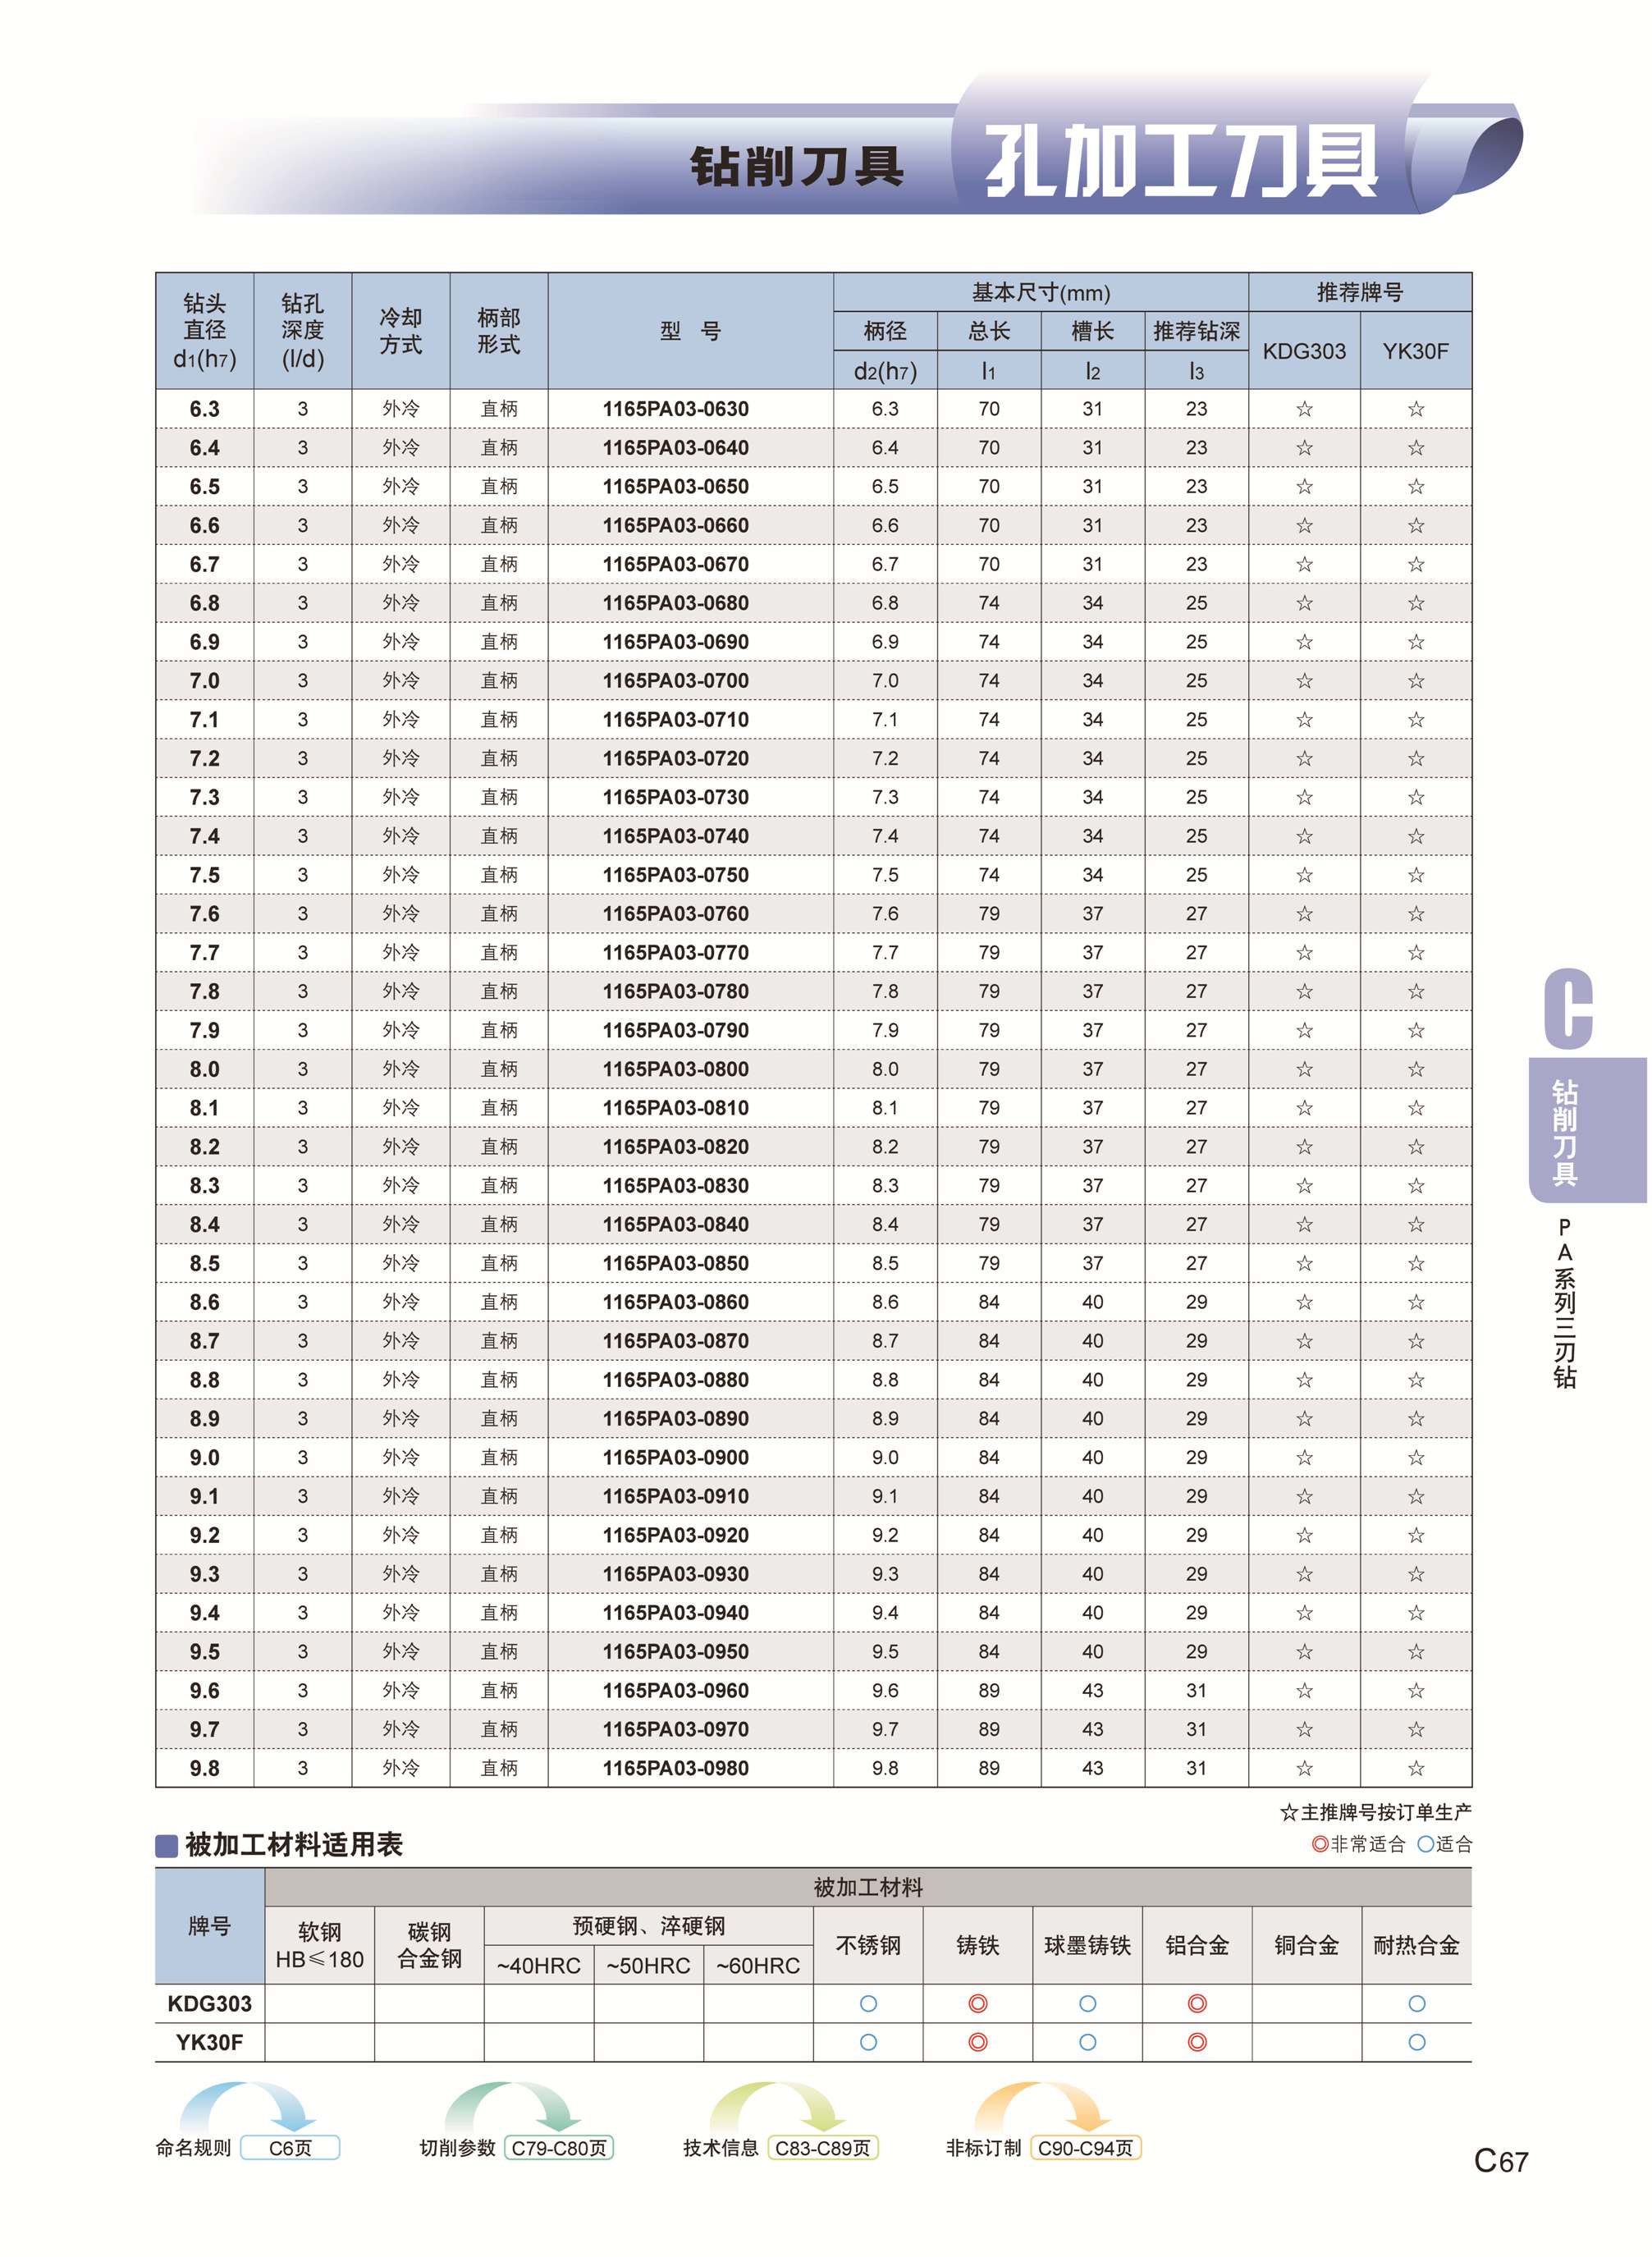 钻削刀具 孔加工刀具
钻头直径d1(h7) 钻孔深度(l/d) 冷却方式 柄部形式 型 号 基本尺寸(mm) 推荐牌号
柄径 总长 槽长 推荐钻深 KDG303 YK30F
d2(h7) l1 l2 l3
6.3 3 外冷 直柄 1165PA03-0630 6.3 70 31 23 ☆ ☆
6.4 3 外冷 直柄 1165PA03-0640 6.4 70 31 23 ☆ ☆
6.5 3 外冷 直柄 1165PA03-0650 6.5 70 31 23 ☆ ☆
6.6 3 外冷 直柄 1165PA03-0660 6.6 70 31 23 ☆ ☆
6.7 3 外冷 直柄 1165PA03-0670 6.7 70 31 23 ☆ ☆
6.8 3 外冷 直柄 1165PA03-0680 6.8 74 34 25 ☆ ☆
6.9 3 外冷 直柄 1165PA03-0690 6.9 74 34 25 ☆ ☆
7.0 3 外冷 直柄 1165PA03-0700 7.0 74 34 25 ☆ ☆
7.1 3 外冷 直柄 1165PA03-0710 7.1 74 34 25 ☆ ☆
7.2 3 外冷 直柄 1165PA03-0720 7.2 74 34 25 ☆ ☆
7.3 3 外冷 直柄 1165PA03-0730 7.3 74 34 25 ☆ ☆
7.4 3 外冷 直柄 1165PA03-0740 7.4 74 34 25 ☆ ☆
7.5 3 外冷 直柄 1165PA03-0750 7.5 74 34 25 ☆ ☆
7.6 3 外冷 直柄 1165PA03-0760 7.6 79 37 27 ☆ ☆
7.7 3 外冷 直柄 1165PA03-0770 7.7 79 37 27 ☆ ☆
7.8 3 外冷 直柄 1165PA03-0780 7.8 79 37 27 ☆ ☆
7.9 3 外冷 直柄 1165PA03-0790 7.9 79 37 27 ☆ ☆
8.0 3 外冷 直柄 1165PA03-0800 8.0 79 37 27 ☆ ☆
8.1 3 外冷 直柄 1165PA03-0810 8.1 79 37 27 ☆ ☆
8.2 3 外冷 直柄 1165PA03-0820 8.2 79 37 27 ☆ ☆
8.3 3 外冷 直柄 1165PA03-0830 8.3 79 37 27 ☆ ☆
8.4 3 外冷 直柄 1165PA03-0840 8.4 79 37 27 ☆ ☆
8.5 3 外冷 直柄 1165PA03-0850 8.5 79 37 27 ☆ ☆
8.6 3 外冷 直柄 1165PA03-0860 8.6 84 40 29 ☆ ☆
8.7 3 外冷 直柄 1165PA03-0870 8.7 84 40 29 ☆ ☆
8.8 3 外冷 直柄 1165PA03-0880 8.8 84 40 29 ☆ ☆
8.9 3 外冷 直柄 1165PA03-0890 8.9 84 40 29 ☆ ☆
9.0 3 外冷 直柄 1165PA03-0900 9.0 84 40 29 ☆ ☆
9.1 3 外冷 直柄 1165PA03-0910 9.1 84 40 29 ☆ ☆
9.2 3 外冷 直柄 1165PA03-0920 9.2 84 40 29 ☆ ☆
9.3 3 外冷 直柄 1165PA03-0930 9.3 84 40 29 ☆ ☆
9.4 3 外冷 直柄 1165PA03-0940 9.4 84 40 29 ☆ ☆
9.5 3 外冷 直柄 1165PA03-0950 9.5 84 40 29 ☆ ☆
9.6 3 外冷 直柄 1165PA03-0960 9.6 89 43 31 ☆ ☆
9.7 3 外冷 直柄 1165PA03-0970 9.7 89 43 31 ☆ ☆
9.8 3 外冷 直柄 1165PA03-0980 9.8 89 43 31 ☆ ☆
☆主推牌号按订单生产
被加工材料适用表 ◎非常适合 ○适合
牌号 被加工材料
软钢HB≤180 碳钢合金钢 预硬钢、淬硬钢 不锈钢 铸铁 球墨铸铁 铝合金 铜合金 耐热合金
~40HRC ~50HRC ~60HRC
KDG303 ○ ◎ ○ ◎ ○
YK30F ○ ◎ ○ ◎ ○
命名规则 C6页 切削参数 C79-C80页 技术信息 C83-C89页 非标订制 C90-C94页
C
钻削刀具
PA系列三刃钻
C67